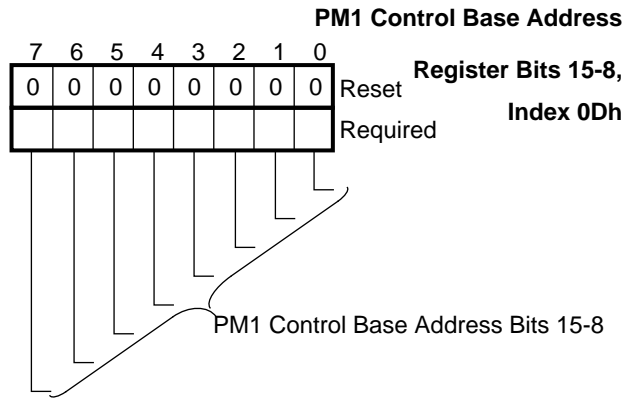 PM1 Control Base Address
Register Bits 15-8,
Index 0Dh
7 6 5 4 3 2 1 0
0 0 0 0 0 0 0 0 Reset
Required
PM1 Control Base Address Bits 15-8